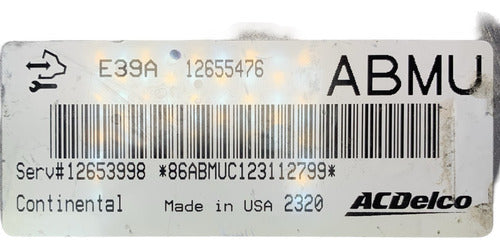 E39A 12655476 ABMU
Serv#12653998 *86ABMUC123112799*
Continental Made in USA 2320 ACDelco